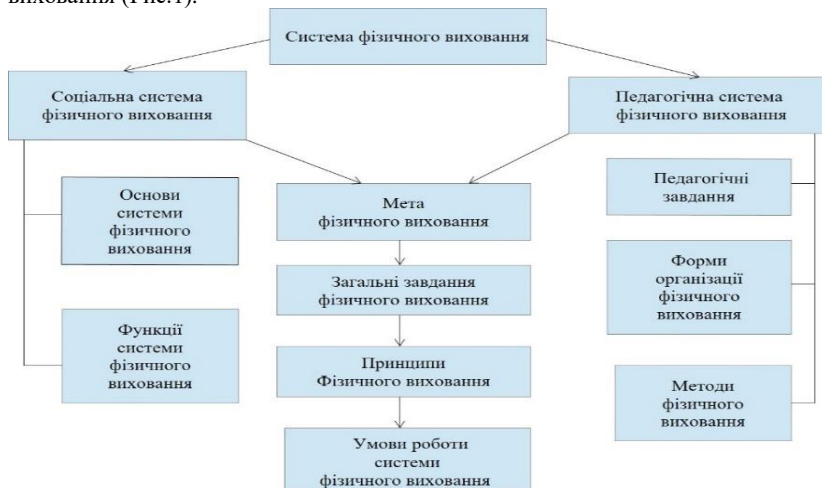 виховання (Рис.1).
Система фізичного виховання
Соціальна система
фізичного виховання
Педагогічна система
фізичного виховання
Основи
системи
фізичного
виховання
Мета
фізичного виховання
Педагогічні
завдання
Загальні завдання
фізичного виховання
Форми
організації
фізичного
виховання
Функції
системи
фізичного
виховання
Принципи
Фізичного виховання
Методи
фізичного
виховання
Умови роботи
системи
фізичного виховання